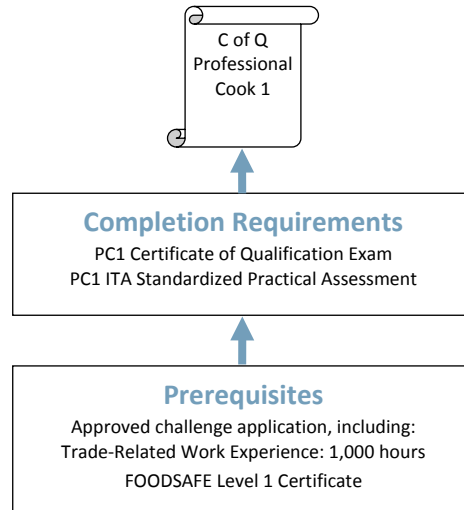 C of Q
Professional
Cook 1
Completion Requirements
PC1 Certificate of Qualification Exam
PC1 ITA Standardized Practical Assessment
Prerequisites
Approved challenge application, including:
Trade-Related Work Experience: 1,000 hours
FOODSAFE Level 1 Certificate